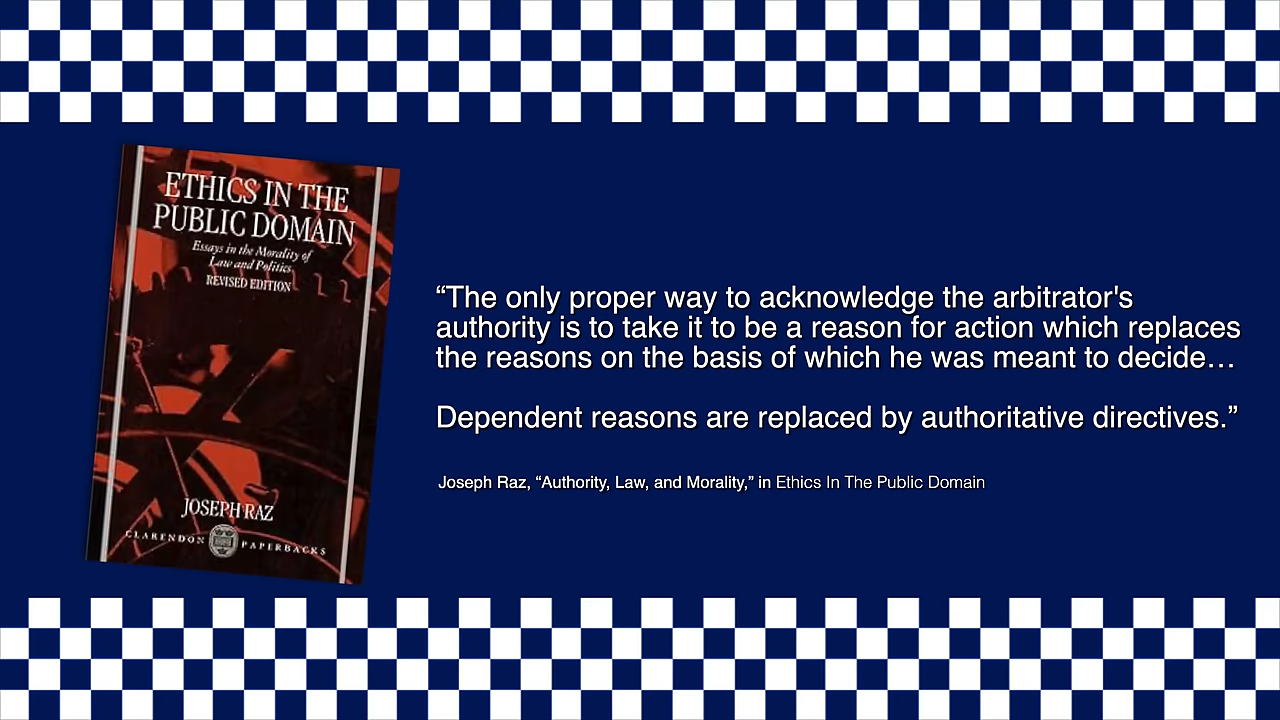 ETHICS IN THE
PUBLIC DOMAIN
Essays in the Morality of
Law and Politics
REVISED EDITION
JOSEPH RAZ
CLARENDON PAPERBACKS
“The only proper way to acknowledge the arbitrator's
authority is to take it to be a reason for action which replaces
the reasons on the basis of which he was meant to decide…
Dependent reasons are replaced by authoritative directives.”
Joseph Raz, “Authority, Law, and Morality,” in Ethics In The Public Domain